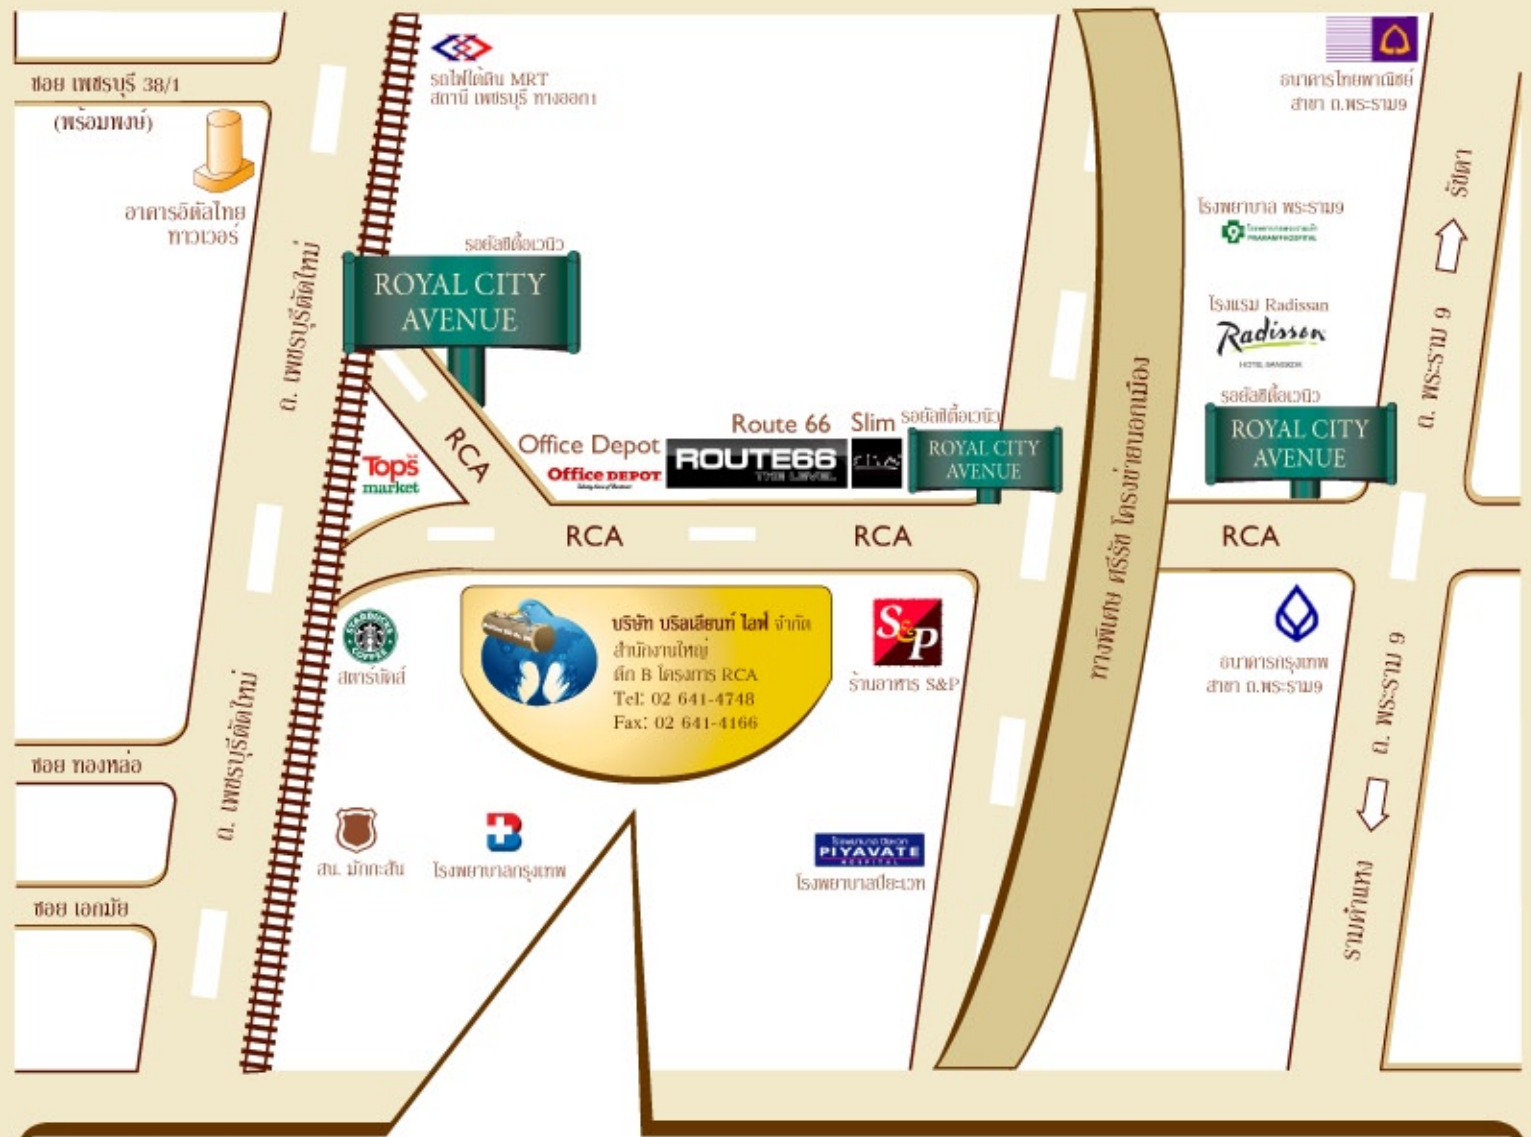 ซอย เพชรบุรี 38/1
(พร้อมพงษ์)
อาคารอิตัลไทย
ทาวเวอร์
รถไฟใต้ดิน MRT
สถานี เพชรบุรี ทางออก1
ธนาคารไทยพาณิชย์
สาขา ถ.พระราม9
รัชดา
โรงพยาบาล พระราม9
โรงแรม Radissan
Radisson
HOTEL BANGKOK
ถ. พระราม 9
ถ. เพชรบุรีตัดใหม่
รอยัลซิตี้อเวนิว
ROYAL CITY
AVENUE
RCA
Tops
market
Office Depot
Office DEPOT
Route 66
ROUTE66
THE LEVEL
Slim
slim
รอยัลซิตี้อเวนิว
ROYAL CITY
AVENUE
รอยัลซิตี้อเวนิว
ROYAL CITY
AVENUE
ทางพิเศษ ศรีรัช โครงข่ายนอกเมือง
RCA
RCA
RCA
STARBUCKS
COFFEE
สตาร์บัคส์
บริษัท บริลเลียนท์ ไลฟ์ จำกัด
สำนักงานใหญ่
ตึก B โครงการ RCA
Tel: 02 641-4748
Fax: 02 641-4166
S&P
ร้านอาหาร S&P
ธนาคารกรุงเทพ
สาขา ถ.พระราม9
ถ. พระราม 9
ถ. เพชรบุรีตัดใหม่
ซอย ทองหล่อ
ซอย เอกมัย
สน. มักกะสัน
โรงพยาบาลกรุงเทพ
PIYAVATE
HOSPITAL
โรงพยาบาลปิยะเวท
รามคำแหง